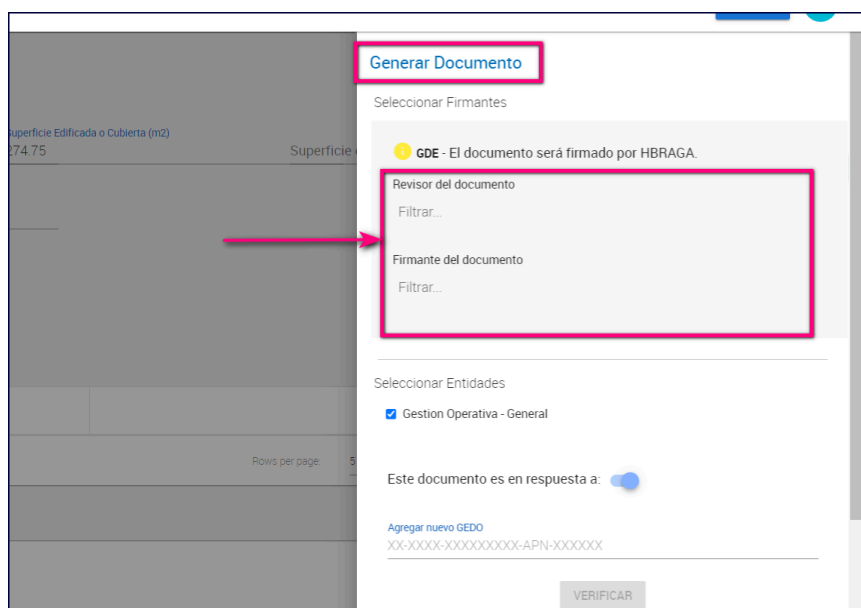 Generar Documento
Seleccionar Firmantes
Superficie Edificada o Cubierta (m2)
274.75
Superficie
GDE - El documento será firmado por HBRAGA.
Revisor del documento
Filtrar...
Firmante del documento
Filtrar...
Seleccionar Entidades
Gestion Operativa - General
Rows per page: 5
Este documento es en respuesta a:
Agregar nuevo GEDO
XX-XXXX-XXXXXXXXX-APN-XXXXXX
VERIFICAR